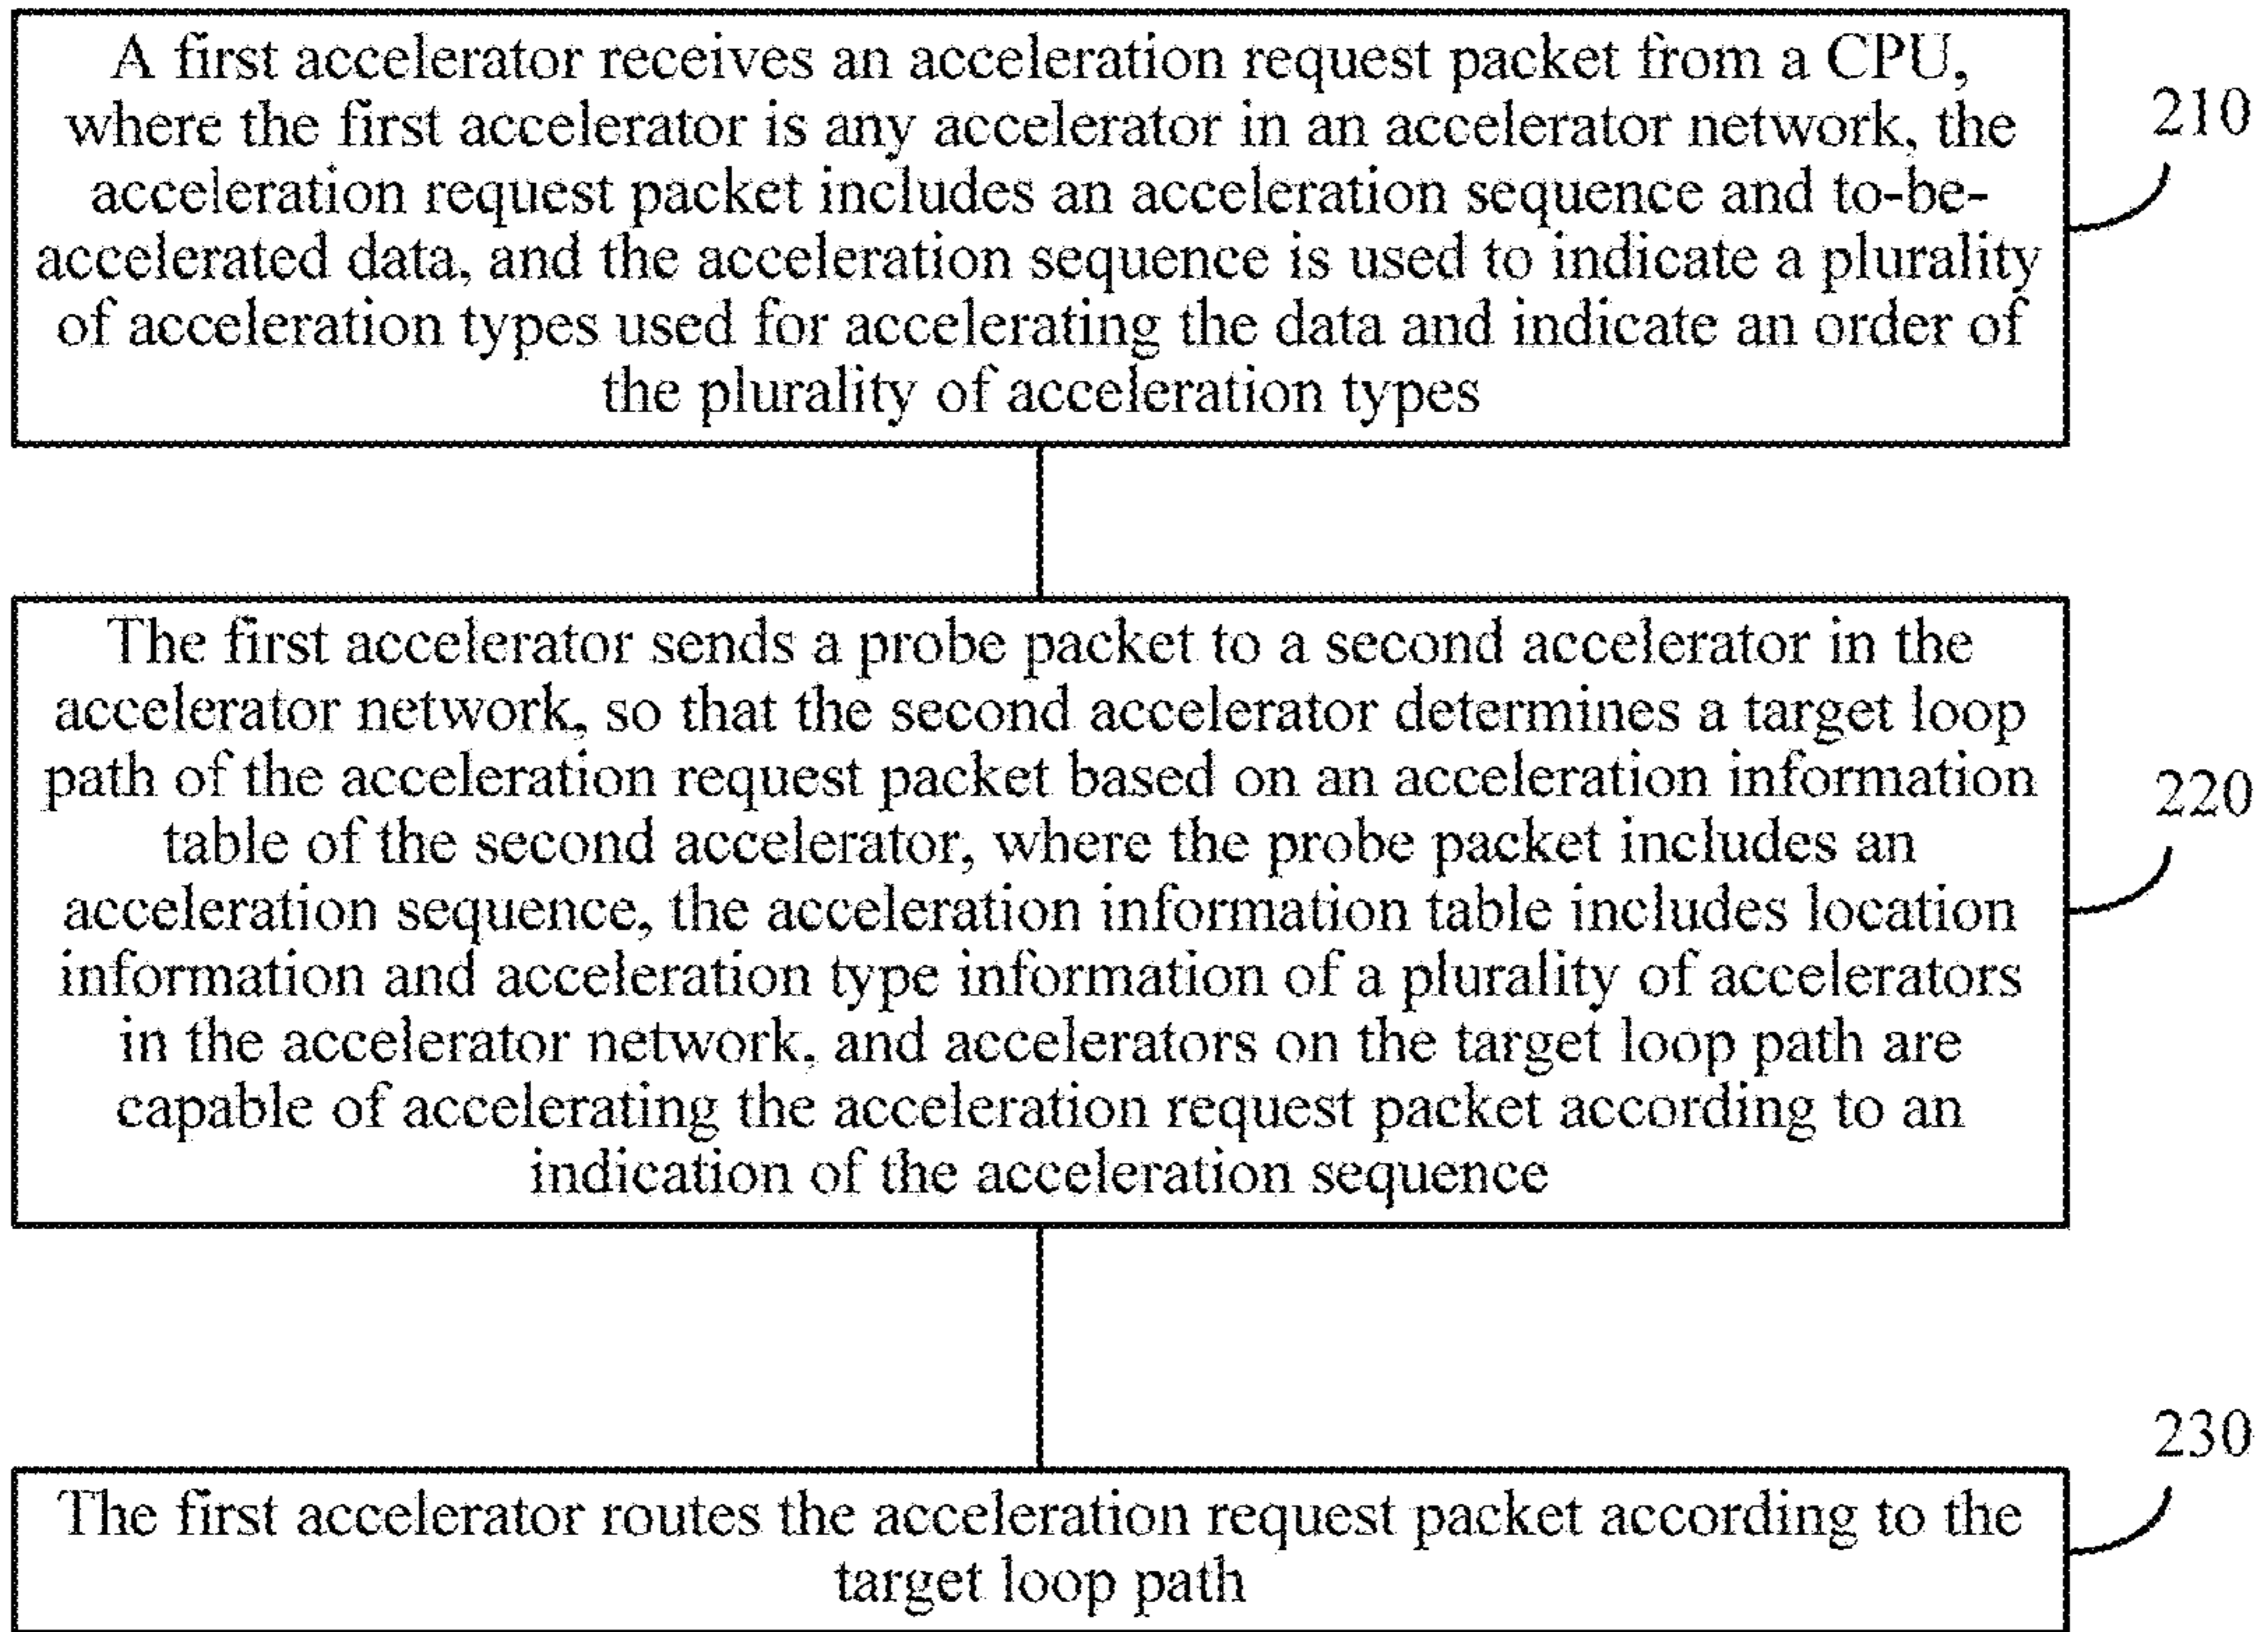 A first accelerator receives an acceleration request packet from a CPU,
where the first accelerator is any accelerator in an accelerator network, the
acceleration request packet includes an acceleration sequence and to-be-
accelerated data, and the acceleration sequence is used to indicate a plurality
of acceleration types used for accelerating the data and indicate an order of
the plurality of acceleration types
210
The first accelerator sends a probe packet to a second accelerator in the
accelerator network, so that the second accelerator determines a target loop
path of the acceleration request packet based on an acceleration information
table of the second accelerator, where the probe packet includes an
acceleration sequence, the acceleration information table includes location
information and acceleration type information of a plurality of accelerators
in the accelerator network, and accelerators on the target loop path are
capable of accelerating the acceleration request packet according to an
indication of the acceleration sequence
220
The first accelerator routes the acceleration request packet according to the
target loop path
230